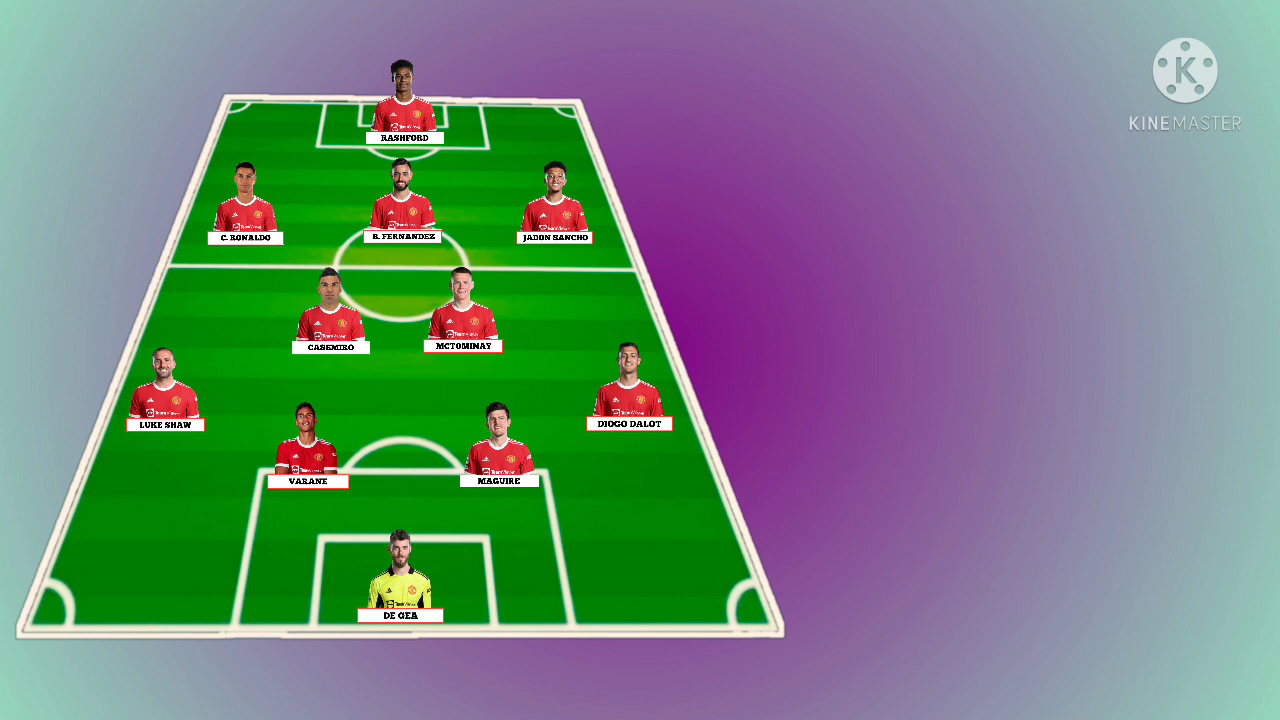 KINEMASTER
RASHFORD
C. RONALDO
B. FERNANDEZ
JADON SANCHO
CASEMIRO
MCTOMINAY
LUKE SHAW
DIOGO DALOT
VARANE
MAGUIRE
DE GEA